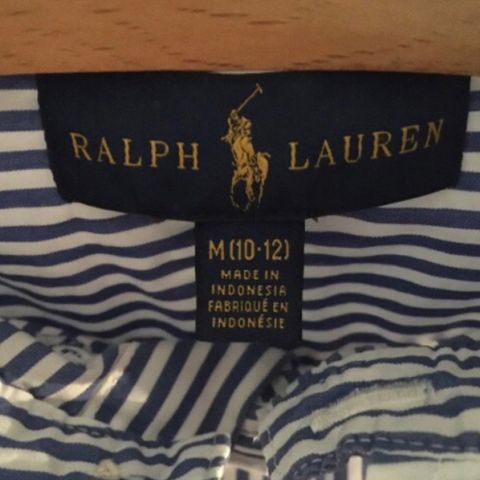 RALPH LAUREN
M(10-12)
MADE IN
INDONESIA
FABRIQUÉ EN
INDONÉSIE